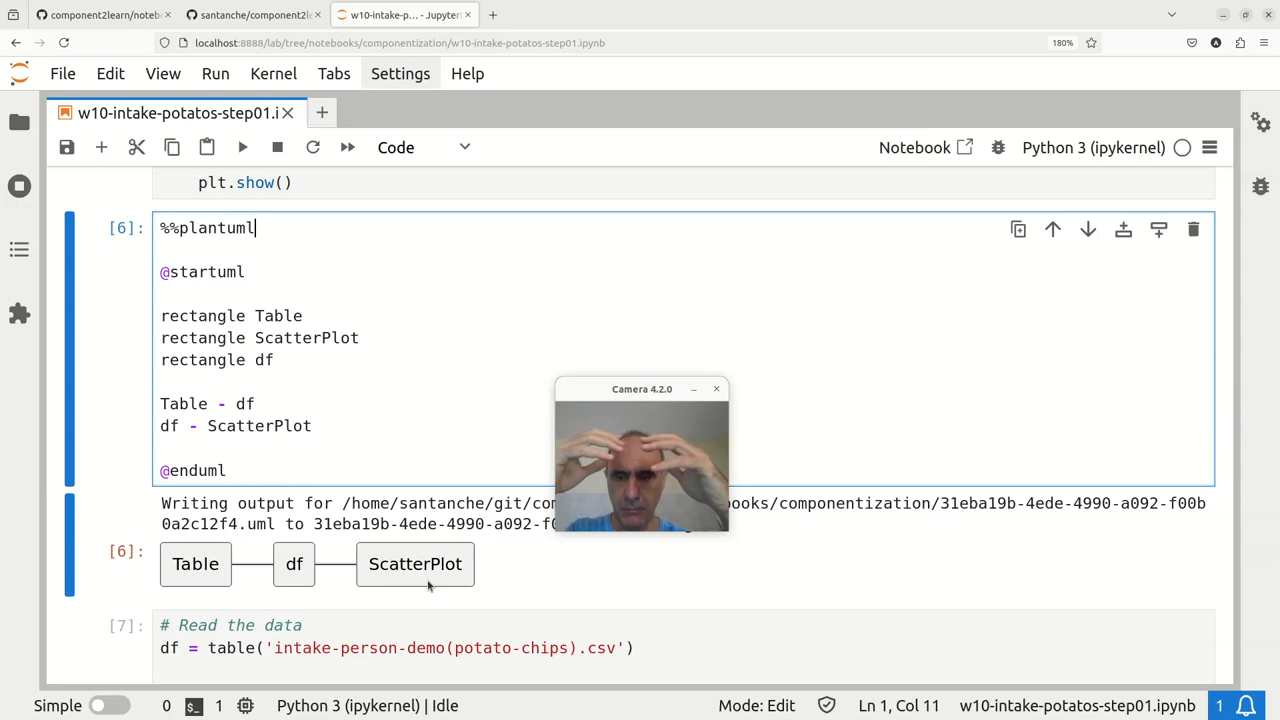 component2learn/noteb
santanche/component2le
w10-intake-p... - Jupyter
localhost:8888/lab/tree/notebooks/componentization/w10-intake-potatos-step01.ipynb
180%
File Edit View Run Kernel Tabs Settings Help
w10-intake-potatos-step01.i
Code
Notebook
Python 3 (ipykernel)
plt.show()
[6]:
%%plantuml
@startuml
rectangle Table
rectangle ScatterPlot
rectangle df
Table - df
df - ScatterPlot
@enduml
Camera 4.2.0
Writing output for /home/santanche/git/com
books/componentization/31eba19b-4ede-4990-a092-f00b
0a2c12f4.uml to 31eba19b-4ede-4990-a092-f0
[6]:
Table
df
ScatterPlot
[7]:
# Read the data
df = table('intake-person-demo(potato-chips).csv')
Simple
0
1
Python 3 (ipykernel) | Idle
Mode: Edit
Ln 1, Col 11
w10-intake-potatos-step01.ipynb
1